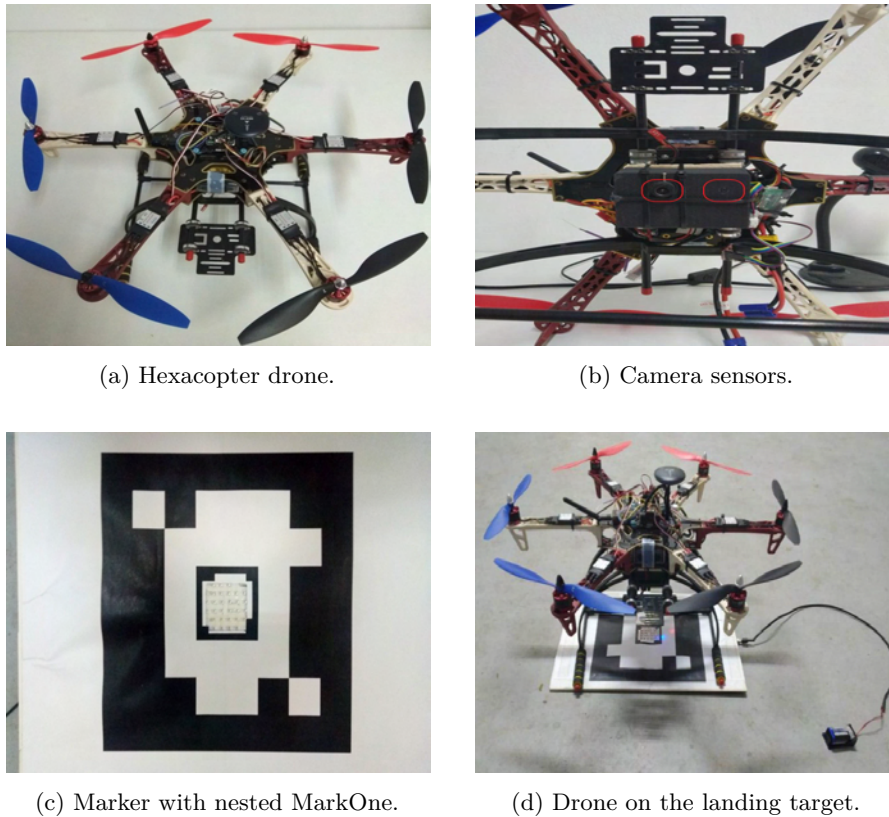 (a) Hexacopter drone.
(b) Camera sensors.
(c) Marker with nested MarkOne.
(d) Drone on the landing target.